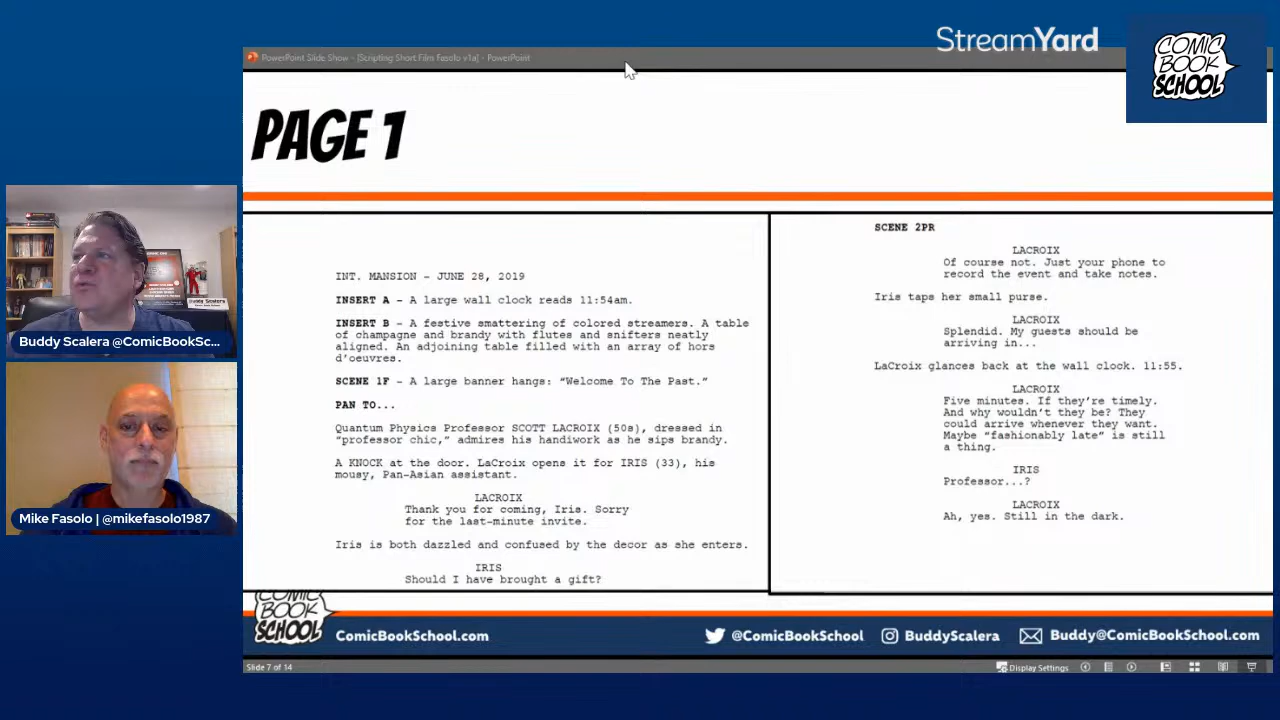 StreamYard
COMIC
BOOK
SCHOOL
PowerPoint Slide Show - [Scripting Short Film Fasolo v1a] - PowerPoint
PAGE 1
INT. MANSION - JUNE 28, 2019
INSERT A - A large wall clock reads 11:54am.
INSERT B - A festive smattering of colored streamers. A table
of champagne and brandy with flutes and snifters neatly
aligned. An adjoining table filled with an array of hors
d'oeuvres.
SCENE 1F - A large banner hangs: "Welcome To The Past."
PAN TO...
Quantum Physics Professor SCOTT LACROIX (50s), dressed in
"professor chic," admires his handiwork as he sips brandy.
A KNOCK at the door. LaCroix opens it for IRIS (33), his
mousy, Pan-Asian assistant.
LACROIX
Thank you for coming, Iris. Sorry
for the last-minute invite.
Iris is both dazzled and confused by the decor as she enters.
IRIS
Should I have brought a gift?
SCENE 2PR
LACROIX
Of course not. Just your phone to
record the event and take notes.
Iris taps her small purse.
LACROIX
Splendid. My guests should be
arriving in...
LaCroix glances back at the wall clock. 11:55.
LACROIX
Five minutes. If they're timely.
And why wouldn't they be? They
could arrive whenever they want.
Maybe "fashionably late" is still
a thing.
IRIS
Professor...?
LACROIX
Ah, yes. Still in the dark.
Buddy Scalera
Buddy Scalera @ComicBookSc...
Mike Fasolo | @mikefasolo1987
COMIC
BOOK
SCHOOL
ComicBookSchool.com
@ComicBookSchool
BuddyScalera
Buddy@ComicBookSchool.com
Slide 7 of 14
Display Settings